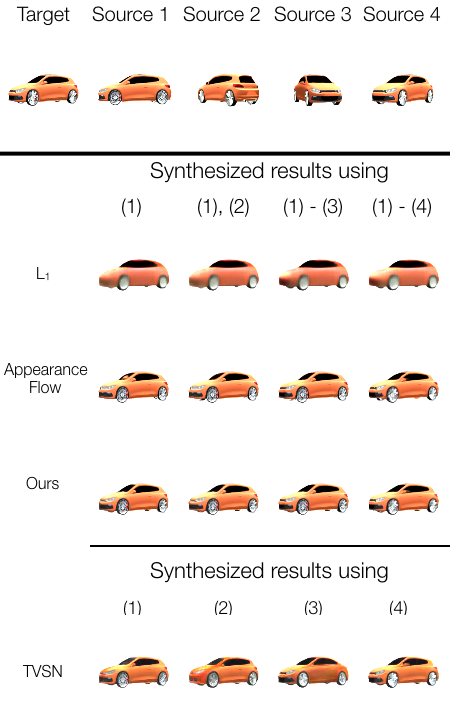 Target Source 1 Source 2 Source 3 Source 4
Synthesized results using
(1) (1), (2) (1) - (3) (1) - (4)
L₁
Appearance
Flow
Ours
Synthesized results using
(1) (2) (3) (4)
TVSN